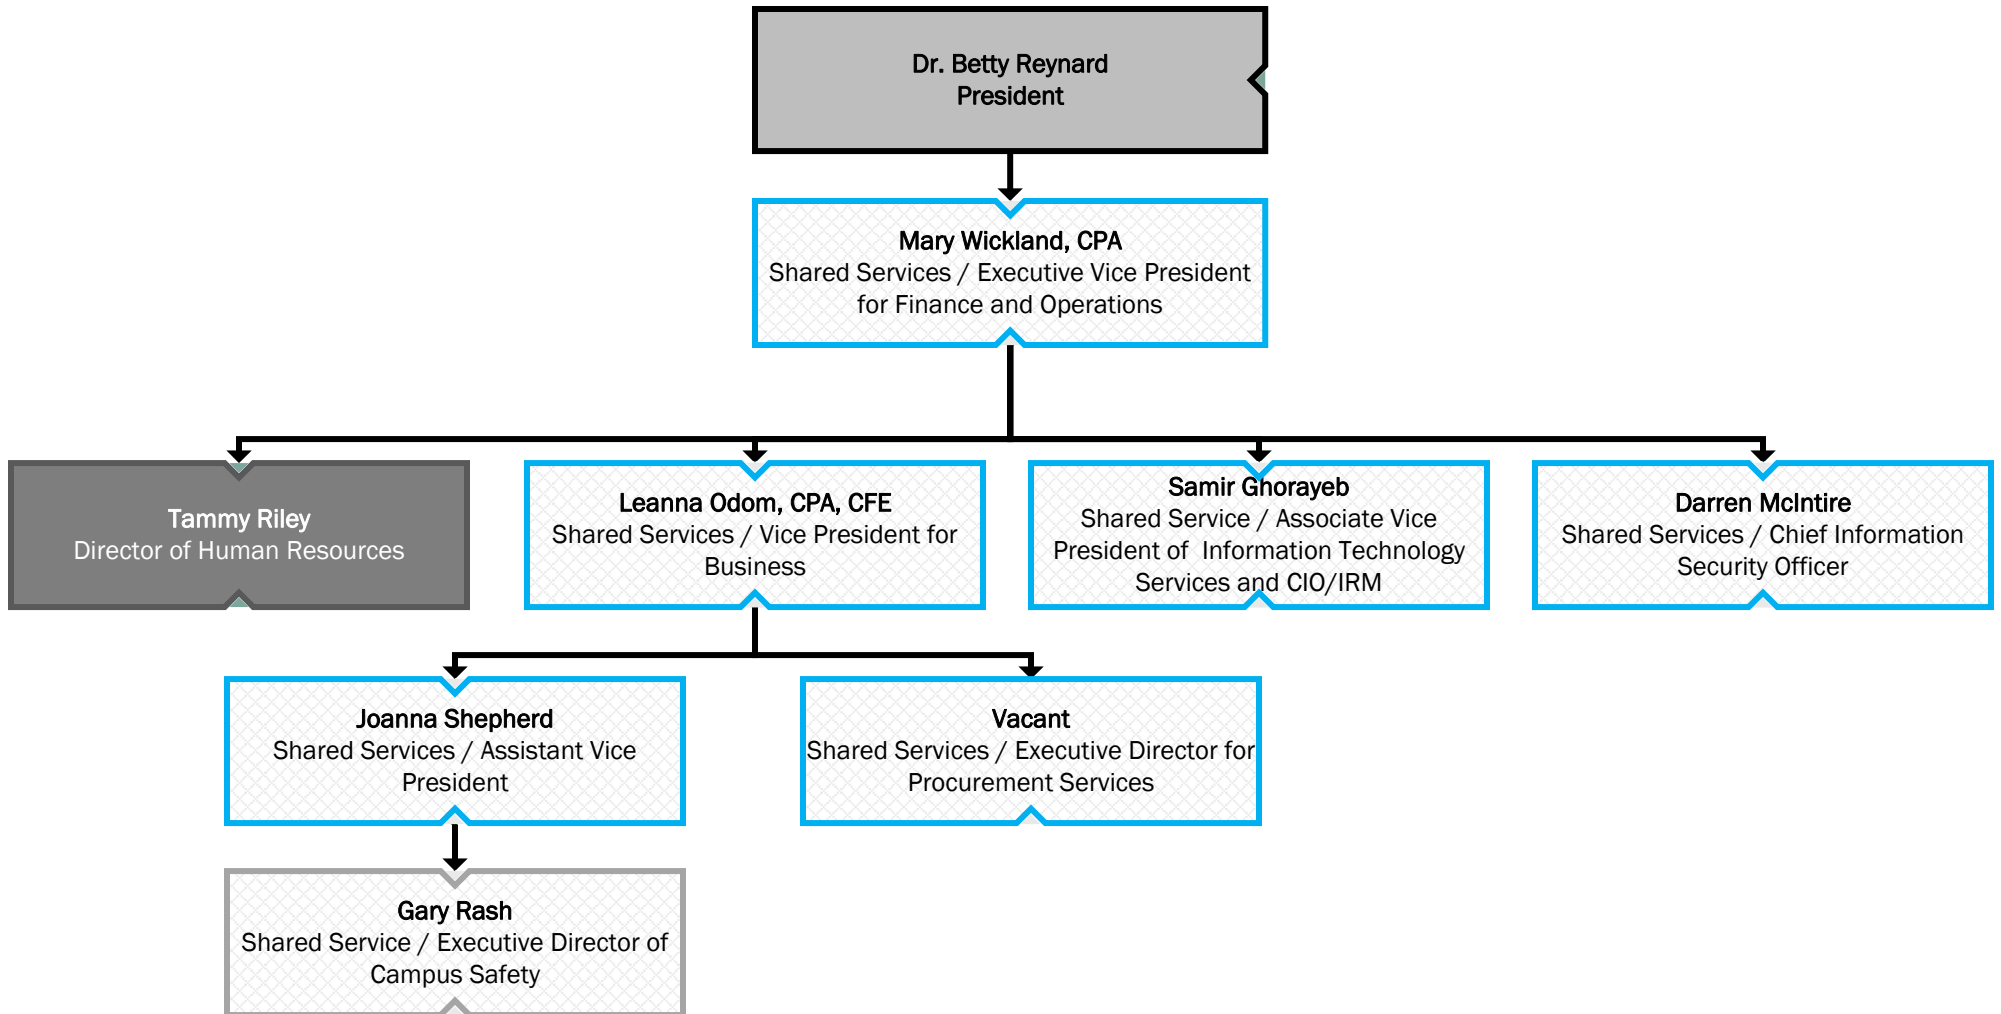 Dr. Betty Reynard
President
Mary Wickland, CPA
Shared Services / Executive Vice President
for Finance and Operations
Tammy Riley
Director of Human Resources
Leanna Odom, CPA, CFE
Shared Services / Vice President for
Business
Samir Ghorayeb
Shared Service / Associate Vice
President of  Information Technology
Services and CIO/IRM
Darren McIntire
Shared Services / Chief Information
Security Officer
Joanna Shepherd
Shared Services / Assistant Vice
President
Vacant
Shared Services / Executive Director for
Procurement Services
Gary Rash
Shared Service / Executive Director of
Campus Safety